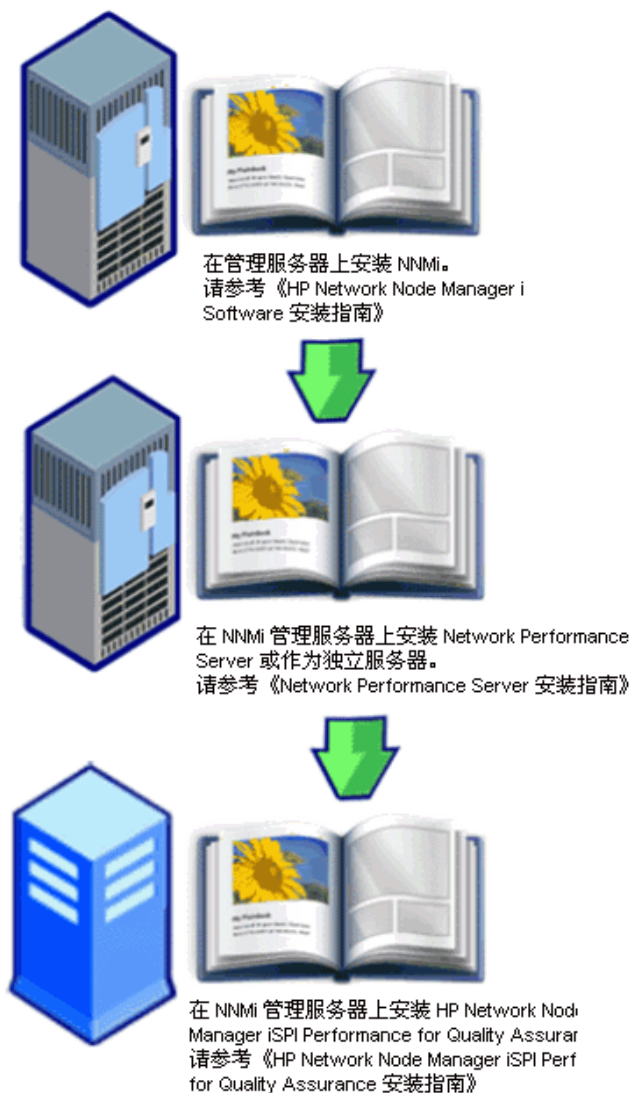 在管理服务器上安装 NNMi。
请参考《HP Network Node Manager i
Software 安装指南》
在 NNMi 管理服务器上安装 Network Performance
Server 或作为独立服务器。
请参考《Network Performance Server 安装指南》
在 NNMi 管理服务器上安装 HP Network
Manager iSPI Performance for Quality
请参考《HP Network Node Manager iSPI Perf
for Quality Assurance 安装指南》